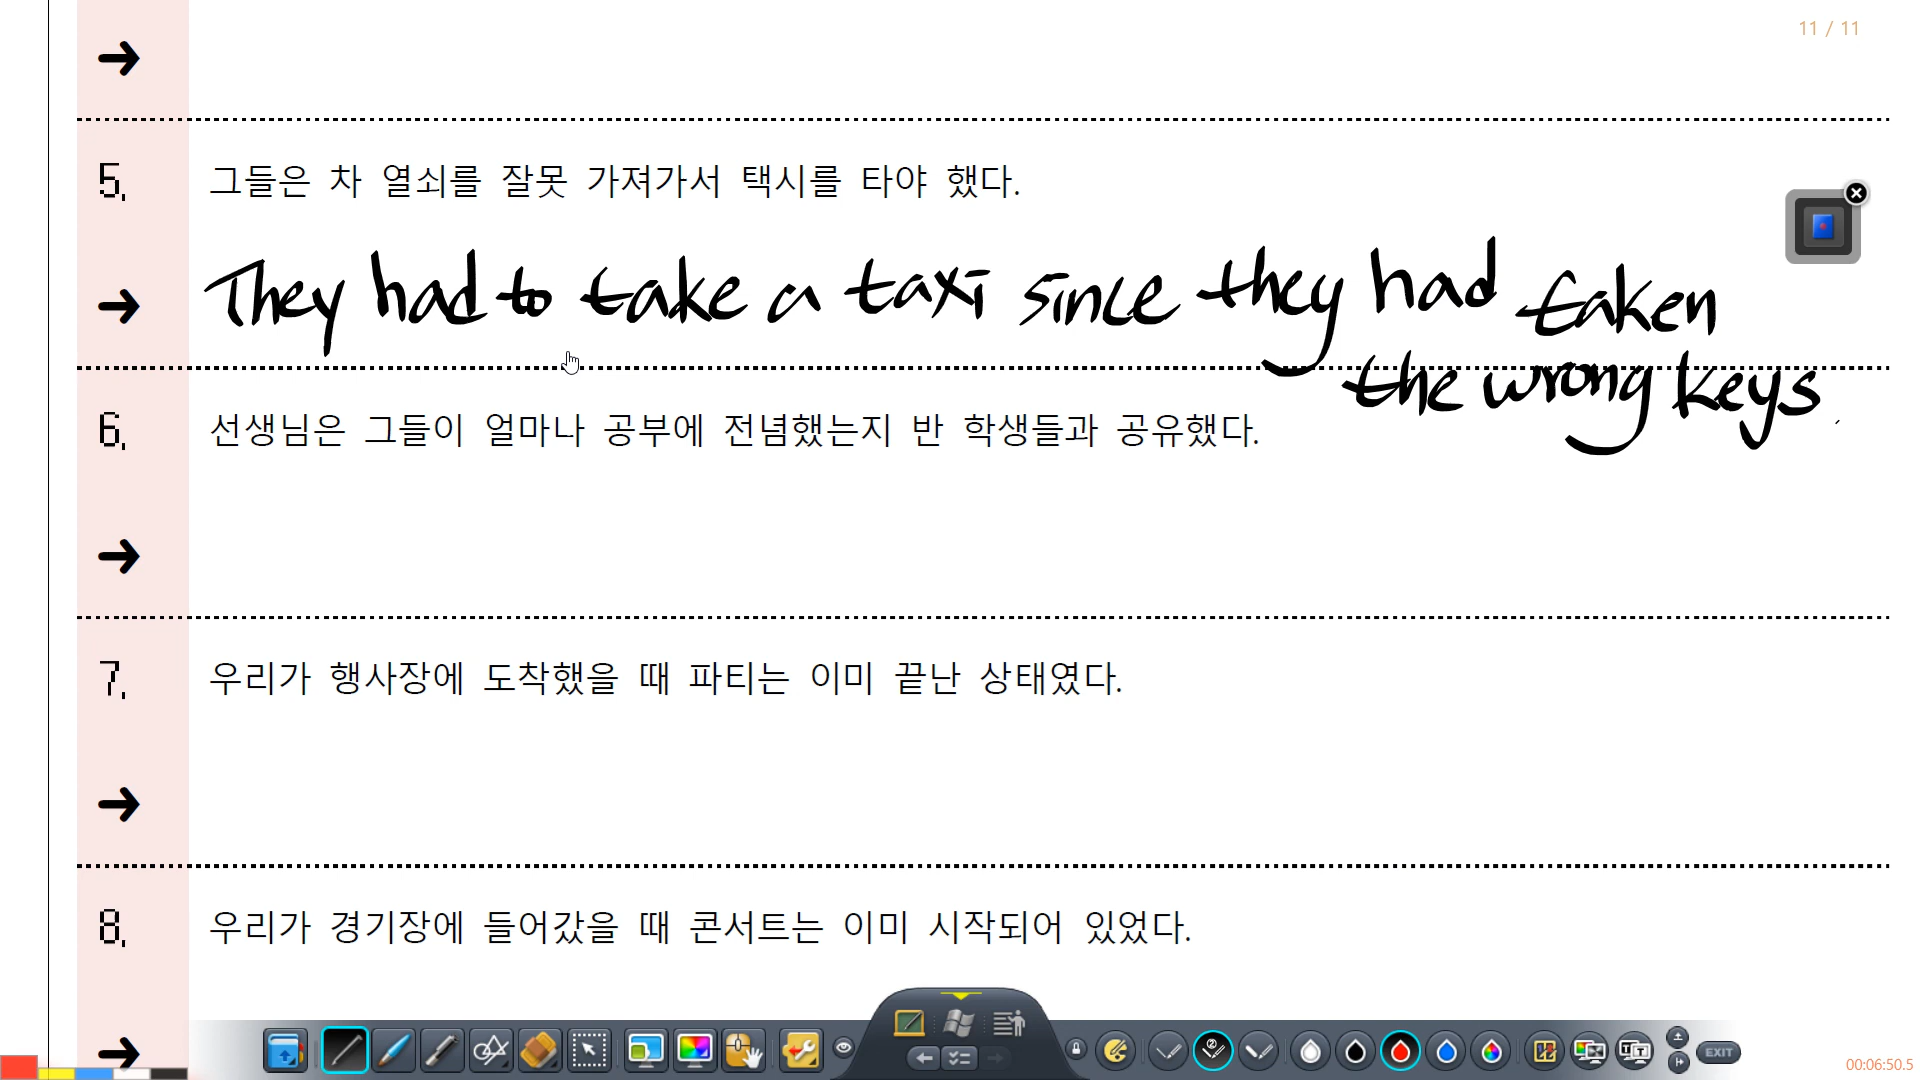 11 / 11
5. 그들은 차 열쇠를 잘못 가져가서 택시를 타야 했다.
They had to take a taxi since they had taken
the wrong keys.
6. 선생님은 그들이 얼마나 공부에 전념했는지 반 학생들과 공유했다.
7. 우리가 행사장에 도착했을 때 파티는 이미 끝난 상태였다.
8. 우리가 경기장에 들어갔을 때 콘서트는 이미 시작되어 있었다.
EXIT
00:06:50.5